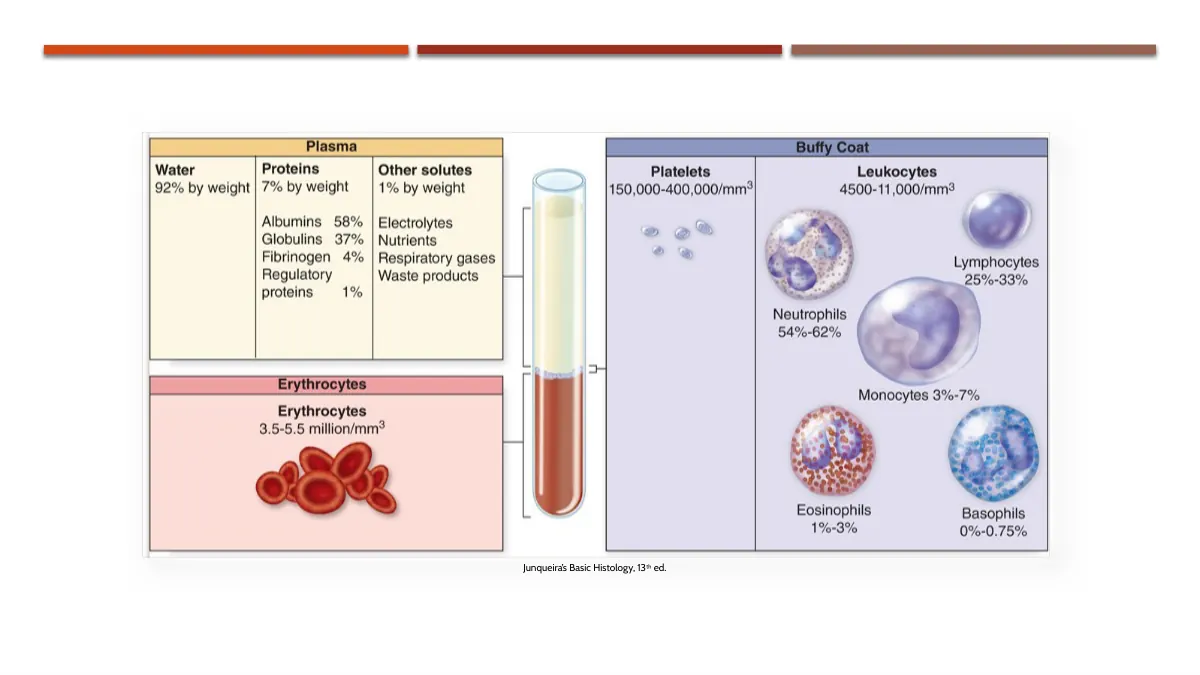 Plasma
Water
92% by weight
Proteins
7% by weight
Albumins 58%
Globulins 37%
Fibrinogen 4%
Regulatory
proteins 1%
Other solutes
1% by weight
Electrolytes
Nutrients
Respiratory gases
Waste products
Erythrocytes
Erythrocytes
3.5-5.5 million/mm³
Buffy Coat
Platelets
150,000-400,000/mm³
Leukocytes
4500-11,000/mm³
Neutrophils
54%-62%
Lymphocytes
25%-33%
Monocytes 3%-7%
Eosinophils
1%-3%
Basophils
0%-0.75%
Junqueira's Basic Histology, 13th ed.